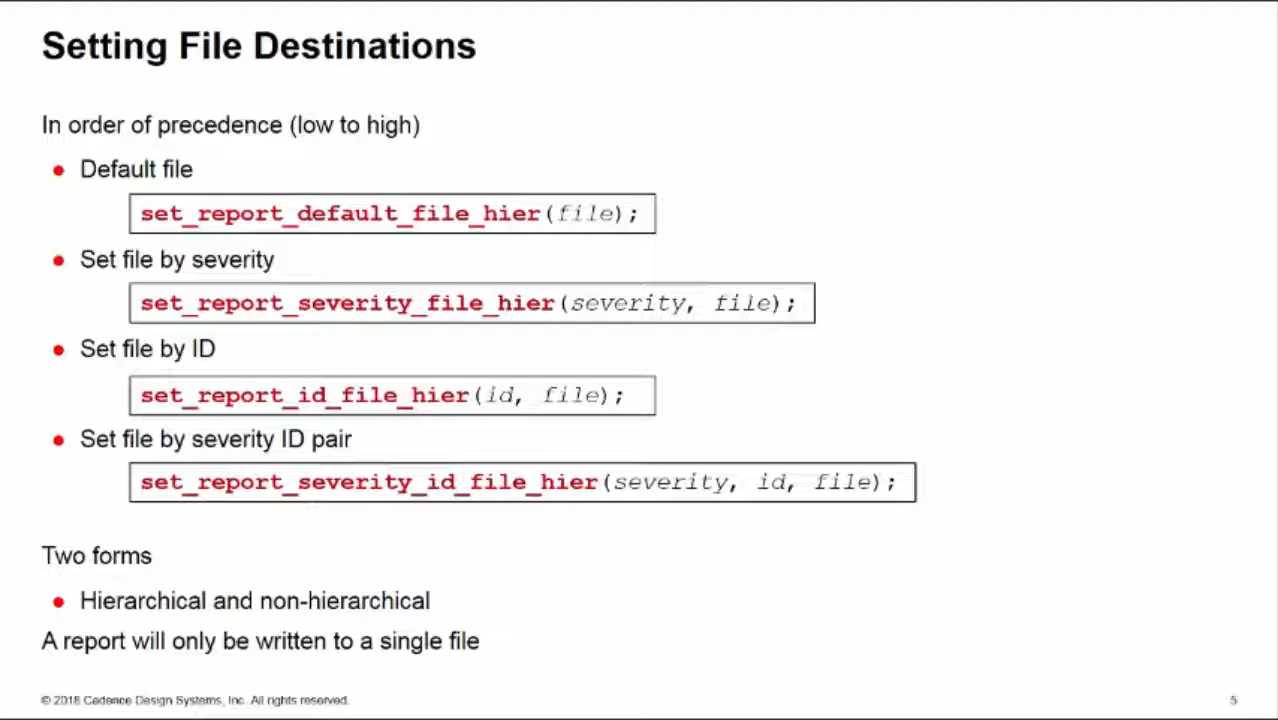 Setting File Destinations
In order of precedence (low to high)
● Default file
set_report_default_file_hier(file);
● Set file by severity
set_report_severity_file_hier(severity, file);
● Set file by ID
set_report_id_file_hier(id, file);
● Set file by severity ID pair
set_report_severity_id_file_hier(severity, id, file);
Two forms
● Hierarchical and non-hierarchical
A report will only be written to a single file
© 2018 Cadence Design Systems, Inc. All rights reserved.
5